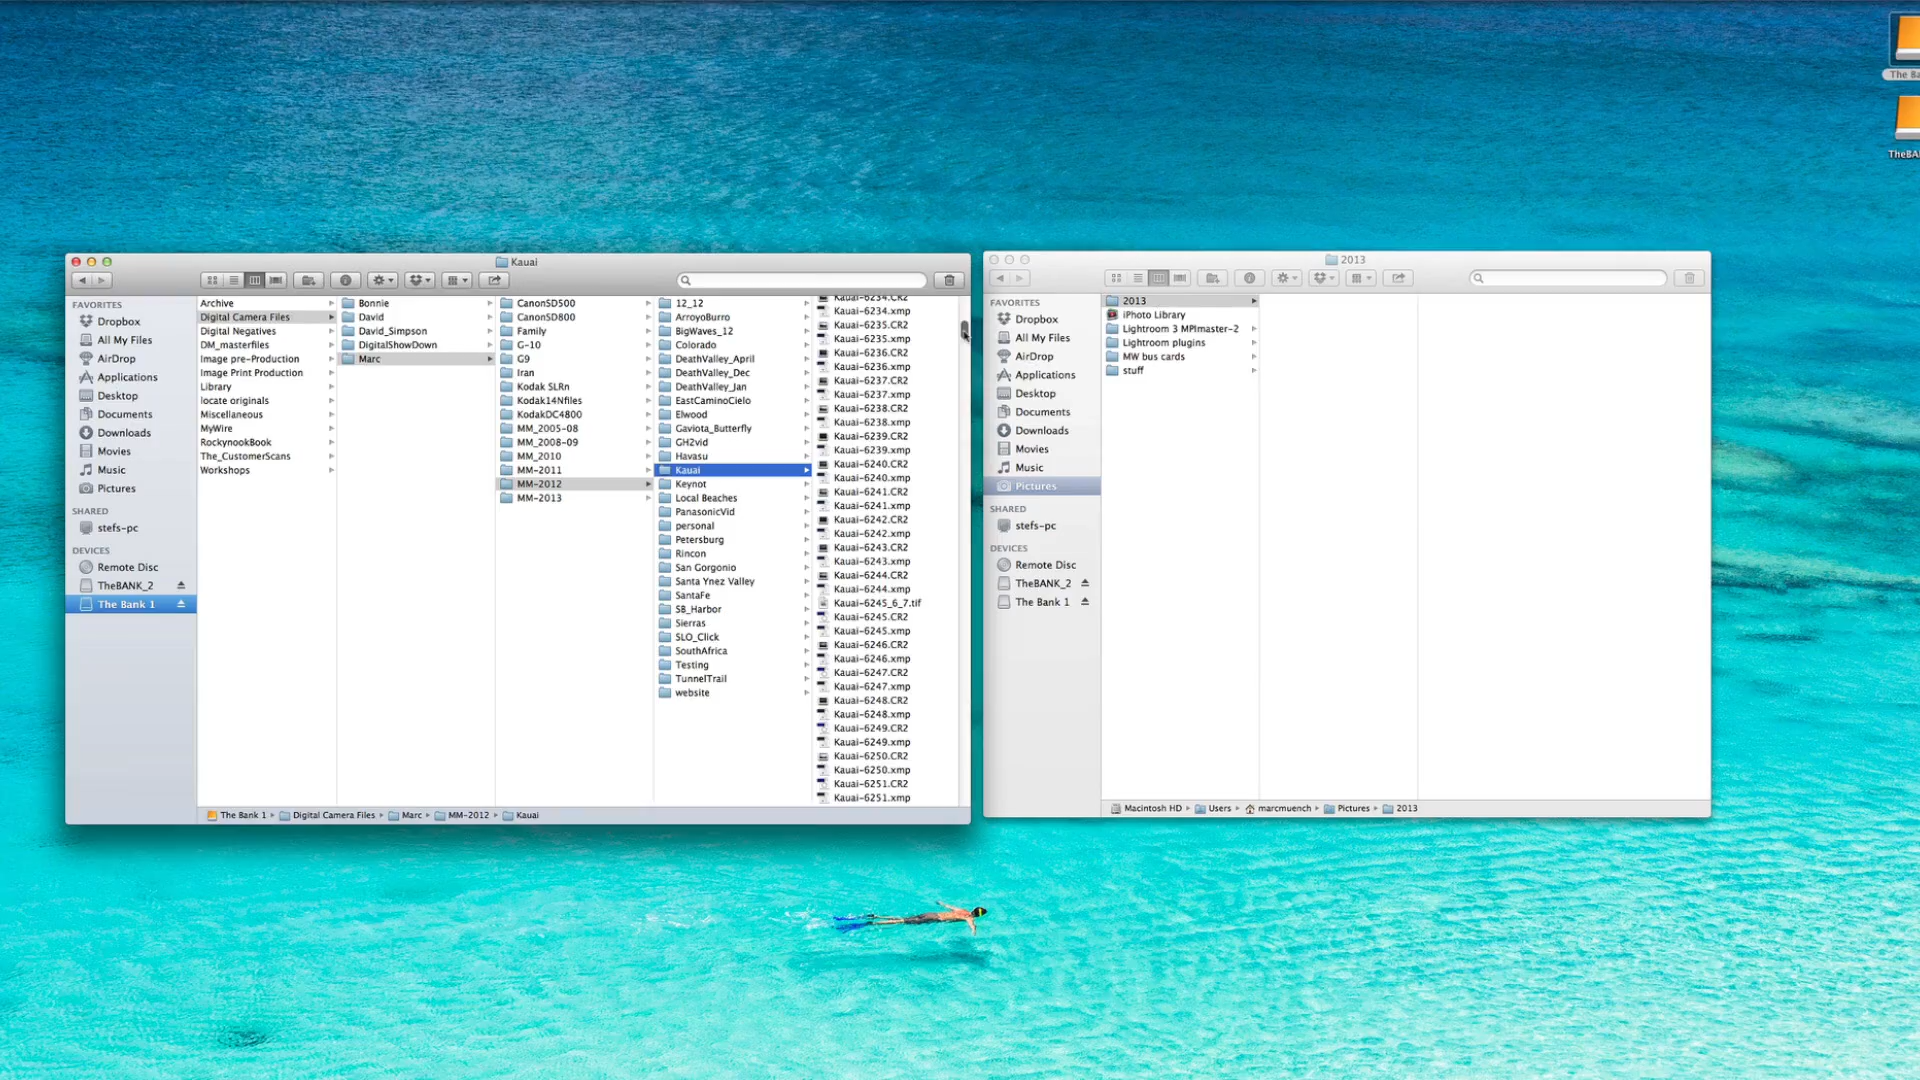 The Ba
TheBA
Kauai
FAVORITES
Dropbox
All My Files
AirDrop
Applications
Desktop
Documents
Downloads
Movies
Music
Pictures
SHARED
stefs-pc
DEVICES
Remote Disc
TheBANK_2
The Bank 1
Archive
Digital Camera Files
Digital Negatives
DM_masterfiles
Image pre-Production
Image Print Production
Library
locate originals
Miscellaneous
MyWire
RockynookBook
The_CustomerScans
Workshops
Bonnie
David
David_Simpson
DigitalShowDown
Marc
CanonSD500
CanonSD800
Family
G-10
G9
Iran
Kodak SLRn
Kodak14Nfiles
KodakDC4800
MM_2005-08
MM_2008-09
MM_2010
MM-2011
MM-2012
MM-2013
12_12
ArroyoBurro
BigWaves_12
Colorado
DeathValley_April
DeathValley_Dec
DeathValley_Jan
EastCaminoCielo
Elwood
Gaviota_Butterfly
GH2vid
Havasu
Kauai
Keynot
Local Beaches
PanasonicVid
personal
Petersburg
Rincon
San Gorgonio
Santa Ynez Valley
SantaFe
SB_Harbor
Sierras
SLO_Click
SouthAfrica
Testing
TunnelTrail
website
Kauai-6234.CR2
Kauai-6234.xmp
Kauai-6235.CR2
Kauai-6235.xmp
Kauai-6236.CR2
Kauai-6236.xmp
Kauai-6237.CR2
Kauai-6237.xmp
Kauai-6238.CR2
Kauai-6238.xmp
Kauai-6239.CR2
Kauai-6239.xmp
Kauai-6240.CR2
Kauai-6240.xmp
Kauai-6241.CR2
Kauai-6241.xmp
Kauai-6242.CR2
Kauai-6242.xmp
Kauai-6243.CR2
Kauai-6243.xmp
Kauai-6244.CR2
Kauai-6244.xmp
Kauai-6245_6_7.tif
Kauai-6245.CR2
Kauai-6245.xmp
Kauai-6246.CR2
Kauai-6246.xmp
Kauai-6247.CR2
Kauai-6247.xmp
Kauai-6248.CR2
Kauai-6248.xmp
Kauai-6249.CR2
Kauai-6249.xmp
Kauai-6250.CR2
Kauai-6250.xmp
Kauai-6251.CR2
Kauai-6251.xmp
The Bank 1 Digital Camera Files Marc MM-2012 Kauai
2013
FAVORITES
Dropbox
All My Files
AirDrop
Applications
Desktop
Documents
Downloads
Movies
Music
Pictures
SHARED
stefs-pc
DEVICES
Remote Disc
TheBANK_2
The Bank 1
2013
iPhoto Library
Lightroom 3 MPImaster-2
Lightroom plugins
MW bus cards
stuff
Macintosh HD Users marcmuench Pictures 2013